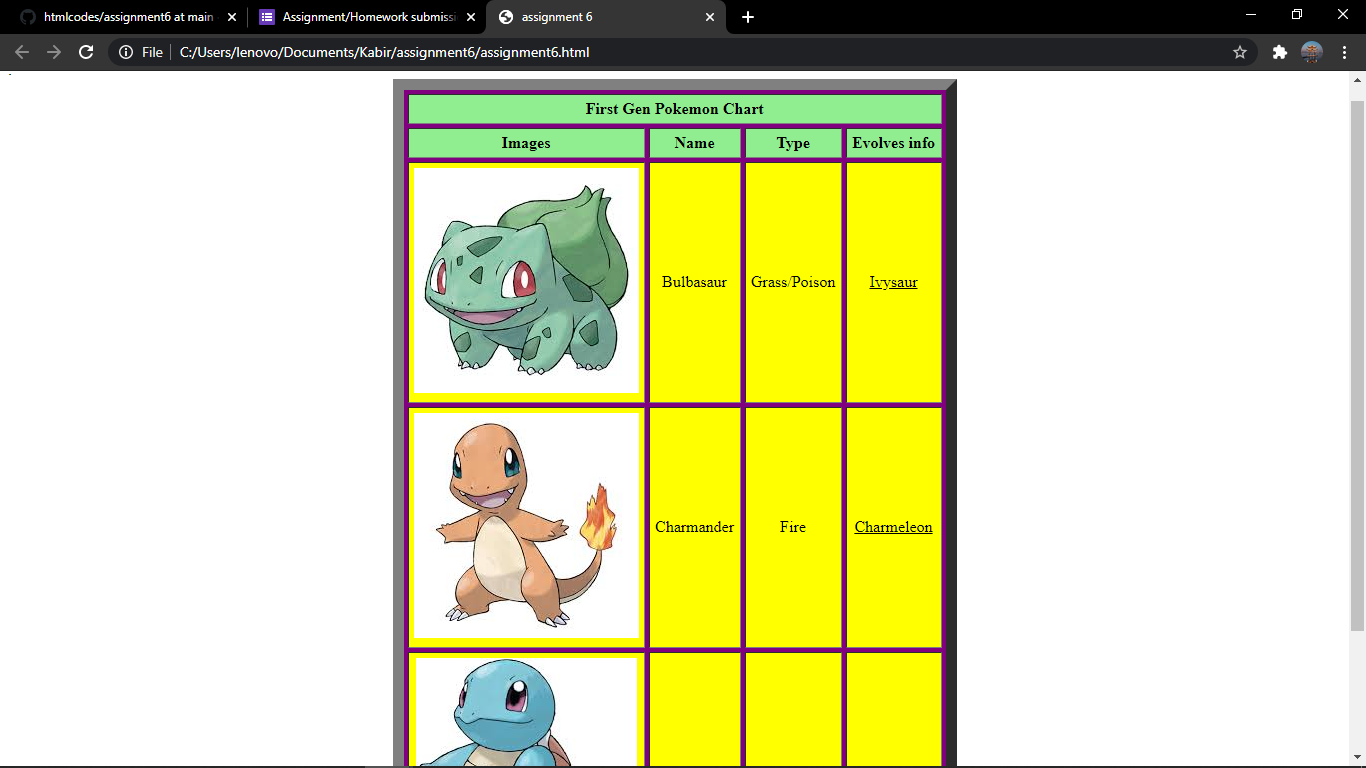 htmlcodes/assignment6 at main
Assignment/Homework submissi
assignment 6
File
C:/Users/lenovo/Documents/Kabir/assignment6/assignment6.html
First Gen Pokemon Chart
Images Name Type Evolves info
Bulbasaur Grass/Poison Ivysaur
Charmander Fire Charmeleon